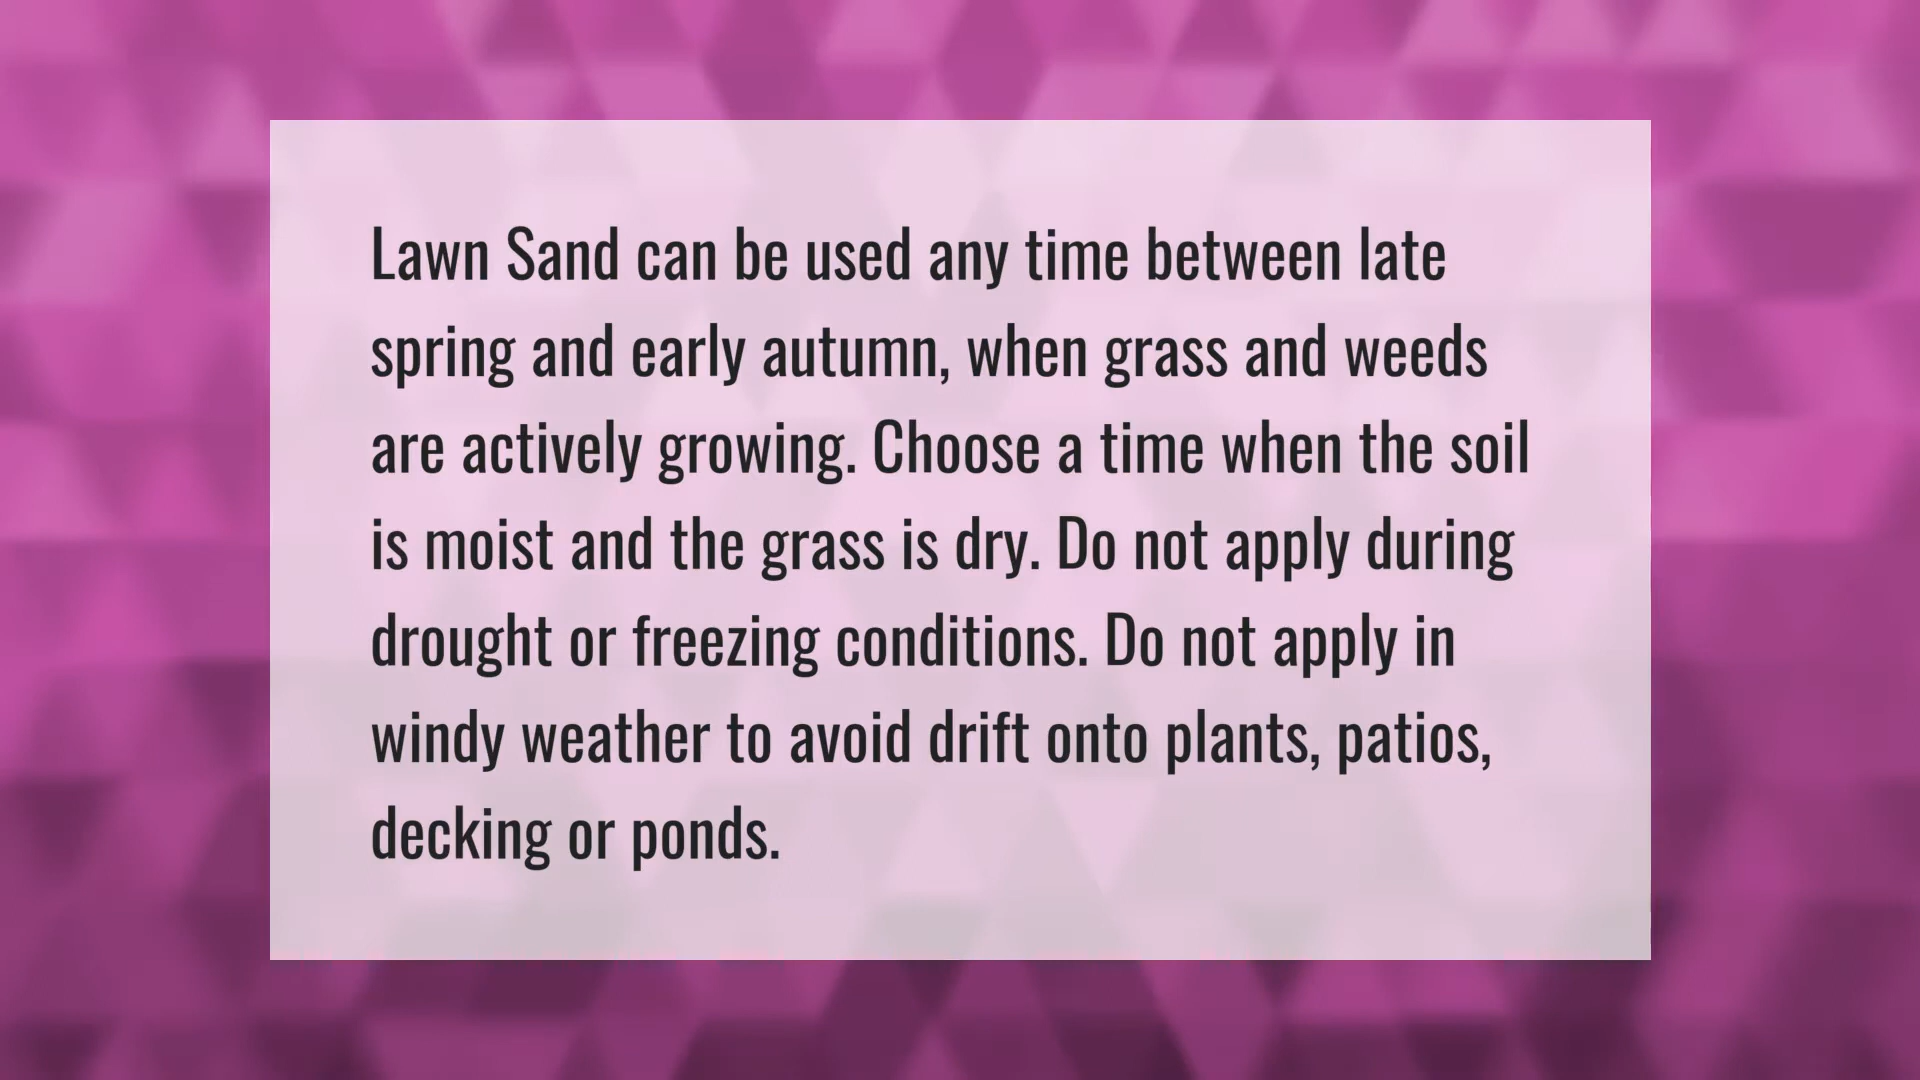 Lawn Sand can be used any time between late
spring and early autumn, when grass and weeds
are actively growing. Choose a time when the soil
is moist and the grass is dry. Do not apply during
drought or freezing conditions. Do not apply in
windy weather to avoid drift onto plants, patios,
decking or ponds.